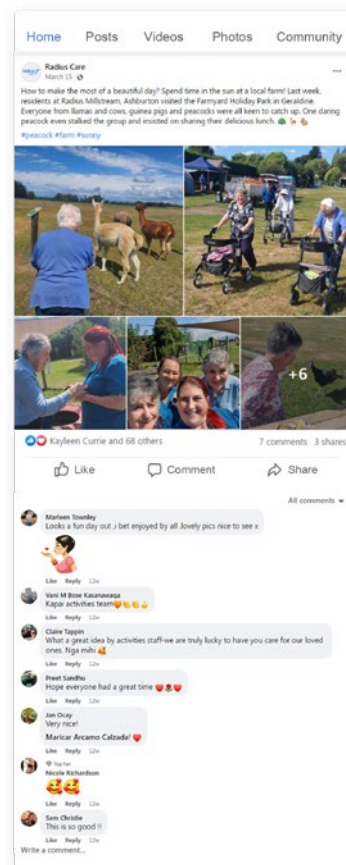 Home Posts Videos Photos Community
Radius Care
March 15
How to make the most of a beautiful day? Spend time in the sun at a local farm! Last week,
residents at Radius Millstream, Ashburton visited the Farmyard Holiday Park in Geraldine.
Everyone from llamas and cows, guinea pigs and peacocks were all keen to catch up. One daring
peacock even stalked the group and insisted on sharing their delicious lunch.
#peacock #farm #sunny
+6
Kayleen Currie and 68 others 7 comments 3 shares
Like Comment Share
All comments
Marleen Townley
Looks a fun day out .i bet enjoyed by all .lovely pics nice to see x
Like Reply 12w
Vani M Bose Kasanawaqa
Kapai activities team
Like Reply 12w
Claire Tappin
What a great idea by activities staff-we are truly lucky to have you care for our loved
ones. Nga mihi
Like Reply 12w
Preet Sandhu
Hope everyone had a great time
Like Reply 12w
Jan Ocay
Very nice!
Maricar Arcamo Calzada!
Like Reply 12w
Top fan
Nicole Richardson
Like Reply 12w
Sam Christie
This is so good !!
Like Reply 12w
Write a comment...